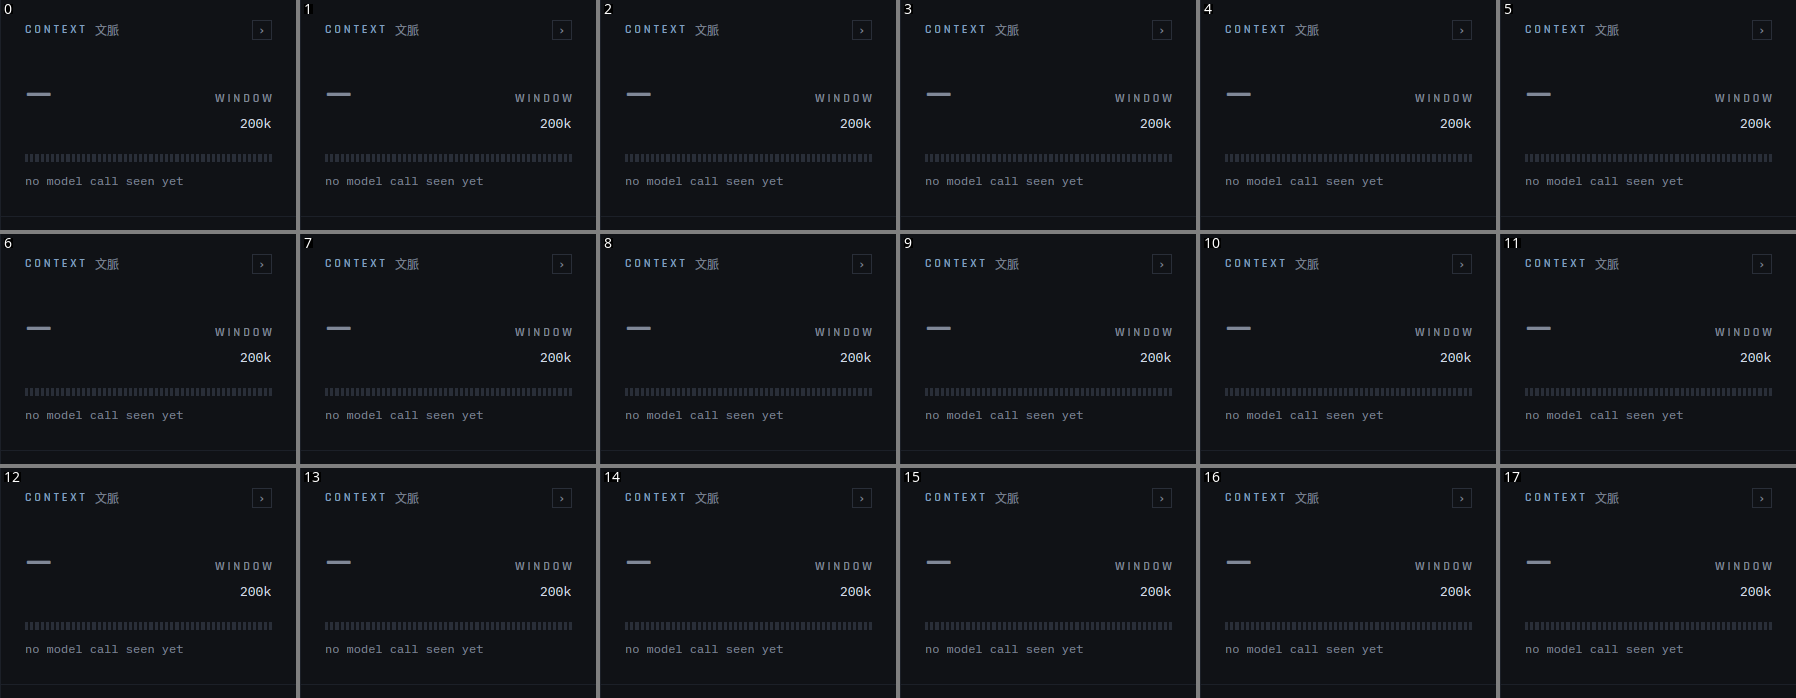 0 1 2 3 4 5
CONTEXT 文脈 › CONTEXT 文脈 › CONTEXT 文脈 › CONTEXT 文脈 › CONTEXT 文脈 › CONTEXT 文脈 ›
— WINDOW — WINDOW — WINDOW — WINDOW — WINDOW — WINDOW
200k 200k 200k 200k 200k 200k
no model call seen yet no model call seen yet no model call seen yet no model call seen yet no model call seen yet no model call seen yet
6 7 8 9 10 11
CONTEXT 文脈 › CONTEXT 文脈 › CONTEXT 文脈 › CONTEXT 文脈 › CONTEXT 文脈 › CONTEXT 文脈 ›
— WINDOW — WINDOW — WINDOW — WINDOW — WINDOW — WINDOW
200k 200k 200k 200k 200k 200k
no model call seen yet no model call seen yet no model call seen yet no model call seen yet no model call seen yet no model call seen yet
12 13 14 15 16 17
CONTEXT 文脈 › CONTEXT 文脈 › CONTEXT 文脈 › CONTEXT 文脈 › CONTEXT 文脈 › CONTEXT 文脈 ›
— WINDOW — WINDOW — WINDOW — WINDOW — WINDOW — WINDOW
200k 200k 200k 200k 200k 200k
no model call seen yet no model call seen yet no model call seen yet no model call seen yet no model call seen yet no model call seen yet